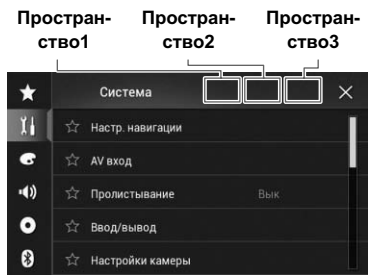 Простран-
ство1
Простран-
ство2
Простран-
ство3
Система
Настр. навигации
AV вход
Пролистывание Вык
Ввод/вывод
Настройки камеры